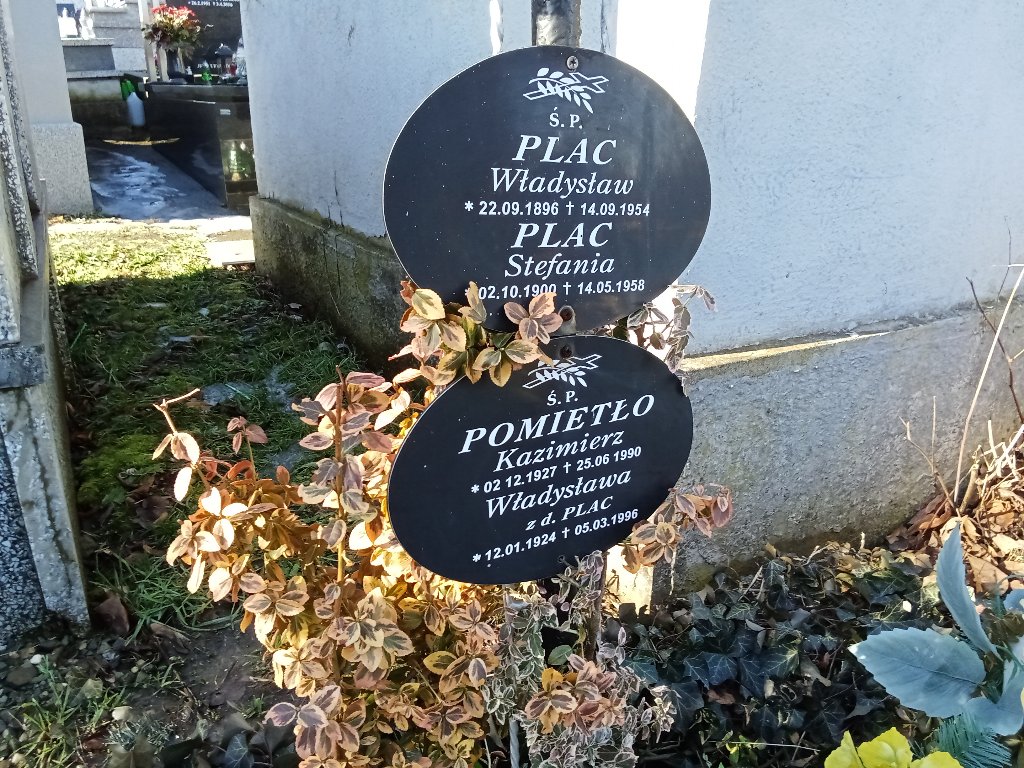 Ś. P.
PLAC
Władysław
* 22.09.1896 † 14.09.1954
PLAC
Stefania
* 02.10.1900 † 14.05.1958
Ś. P.
POMIETŁO
Kazimierz
* 02 12.1927 † 25.06 1990
Władysława
z d. PLAC
* 12.01.1924 † 05.03.1996